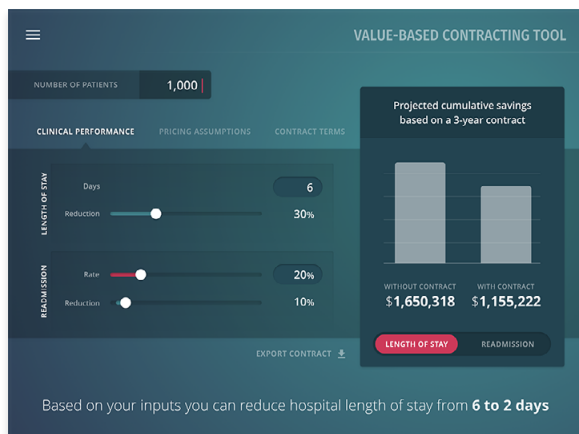 VALUE-BASED CONTRACTING TOOL
NUMBER OF PATIENTS 1,000
CLINICAL PERFORMANCE PRICING ASSUMPTIONS CONTRACT TERMS
LENGTH OF STAY
Days 6
Reduction 30%
READMISSION
Rate 20%
Reduction 10%
EXPORT CONTRACT
Projected cumulative savings
based on a 3-year contract
WITHOUT CONTRACT WITH CONTRACT
$1,650,318 $1,155,222
LENGTH OF STAY READMISSION
Based on your inputs you can reduce hospital length of stay from 6 to 2 days